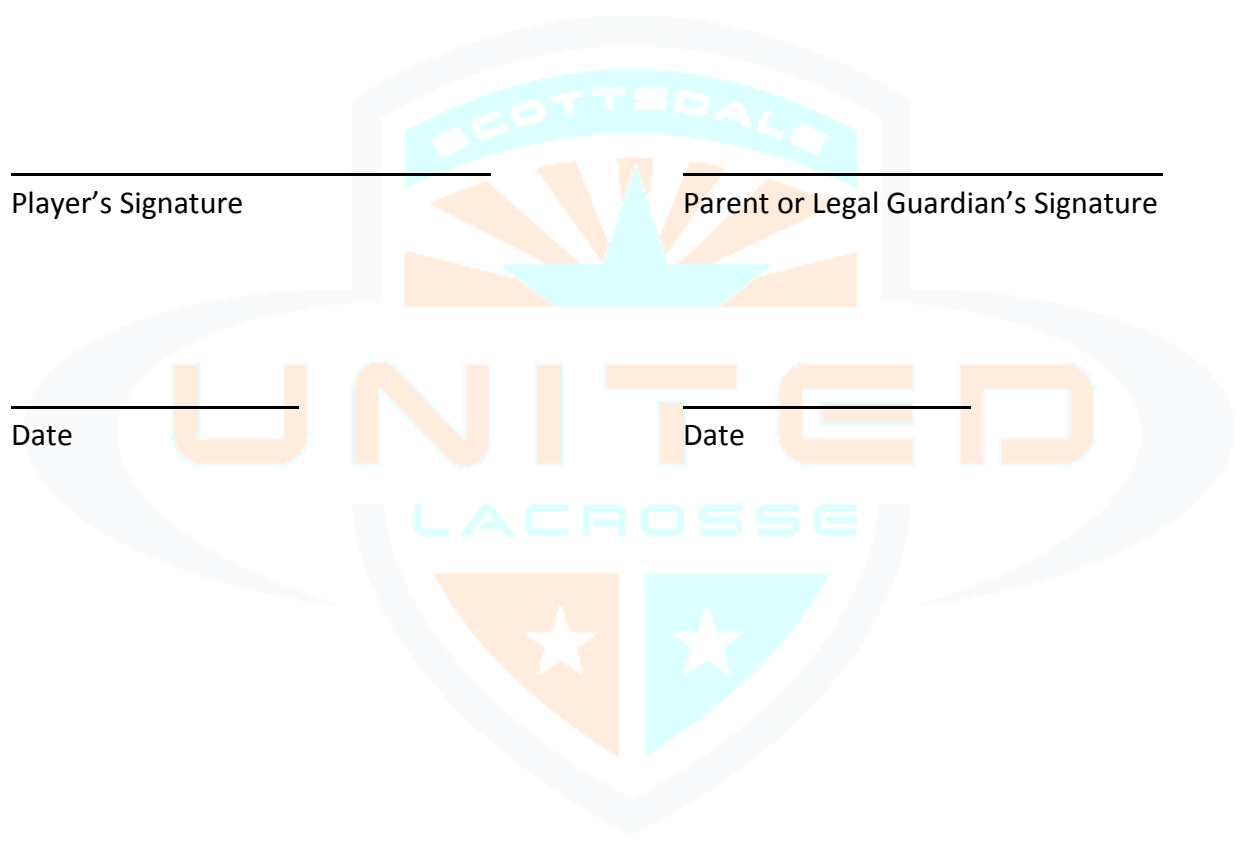 SCOTTSDALE
Player’s Signature Parent or Legal Guardian’s Signature
UNITED
Date Date
LACROSSE